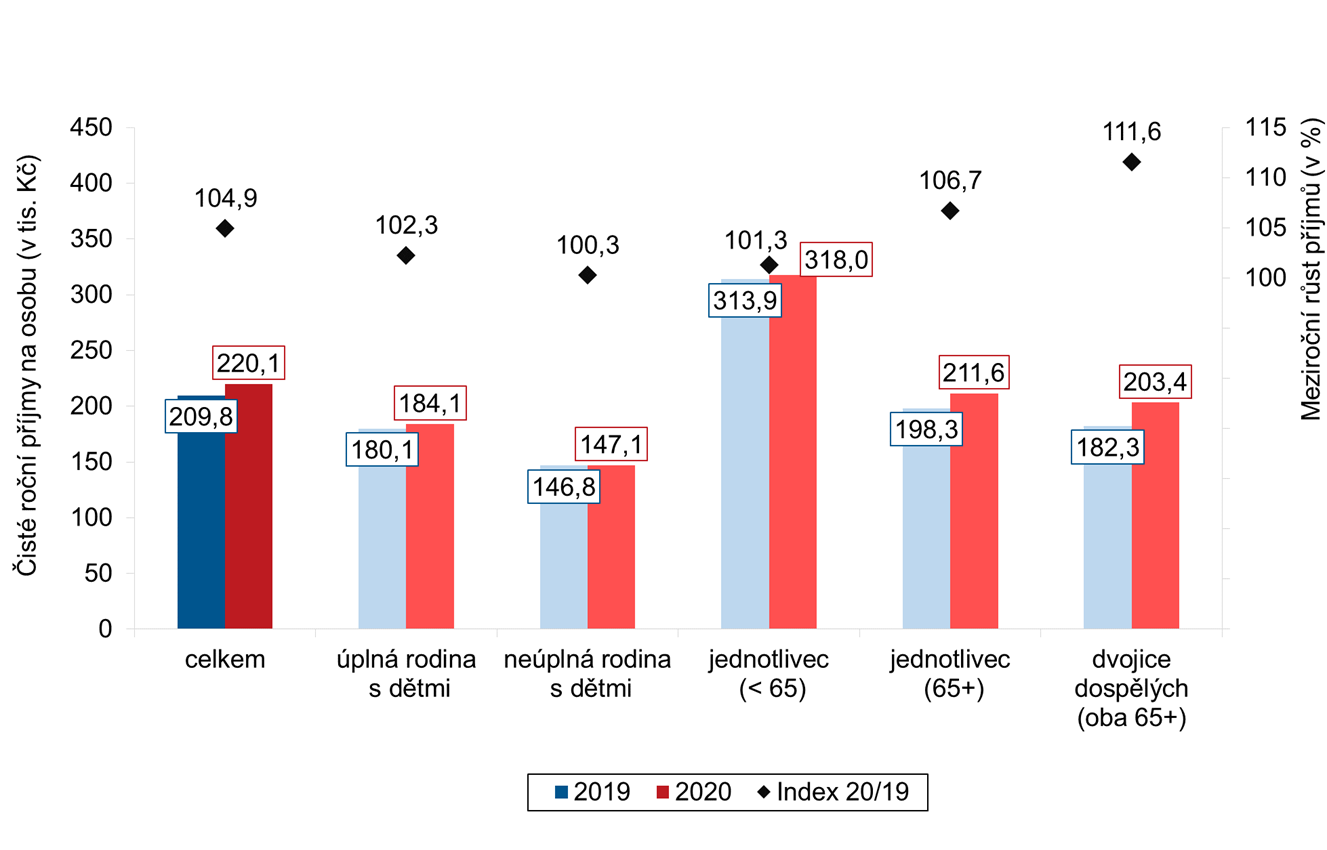 Čisté roční příjmy na osobu (v tis. Kč)
450
400
350
300
250
200
150
100
50
0
115
110
105
100
Meziroční růst příjmů (v %)
104,9
102,3
100,3
101,3
106,7
111,6
209,8
220,1
180,1
184,1
146,8
147,1
313,9
318,0
198,3
211,6
182,3
203,4
celkem
úplná rodina
s dětmi
neúplná rodina
s dětmi
jednotlivec
(< 65)
jednotlivec
(65+)
dvojice
dospělých
(oba 65+)
2019
2020
Index 20/19